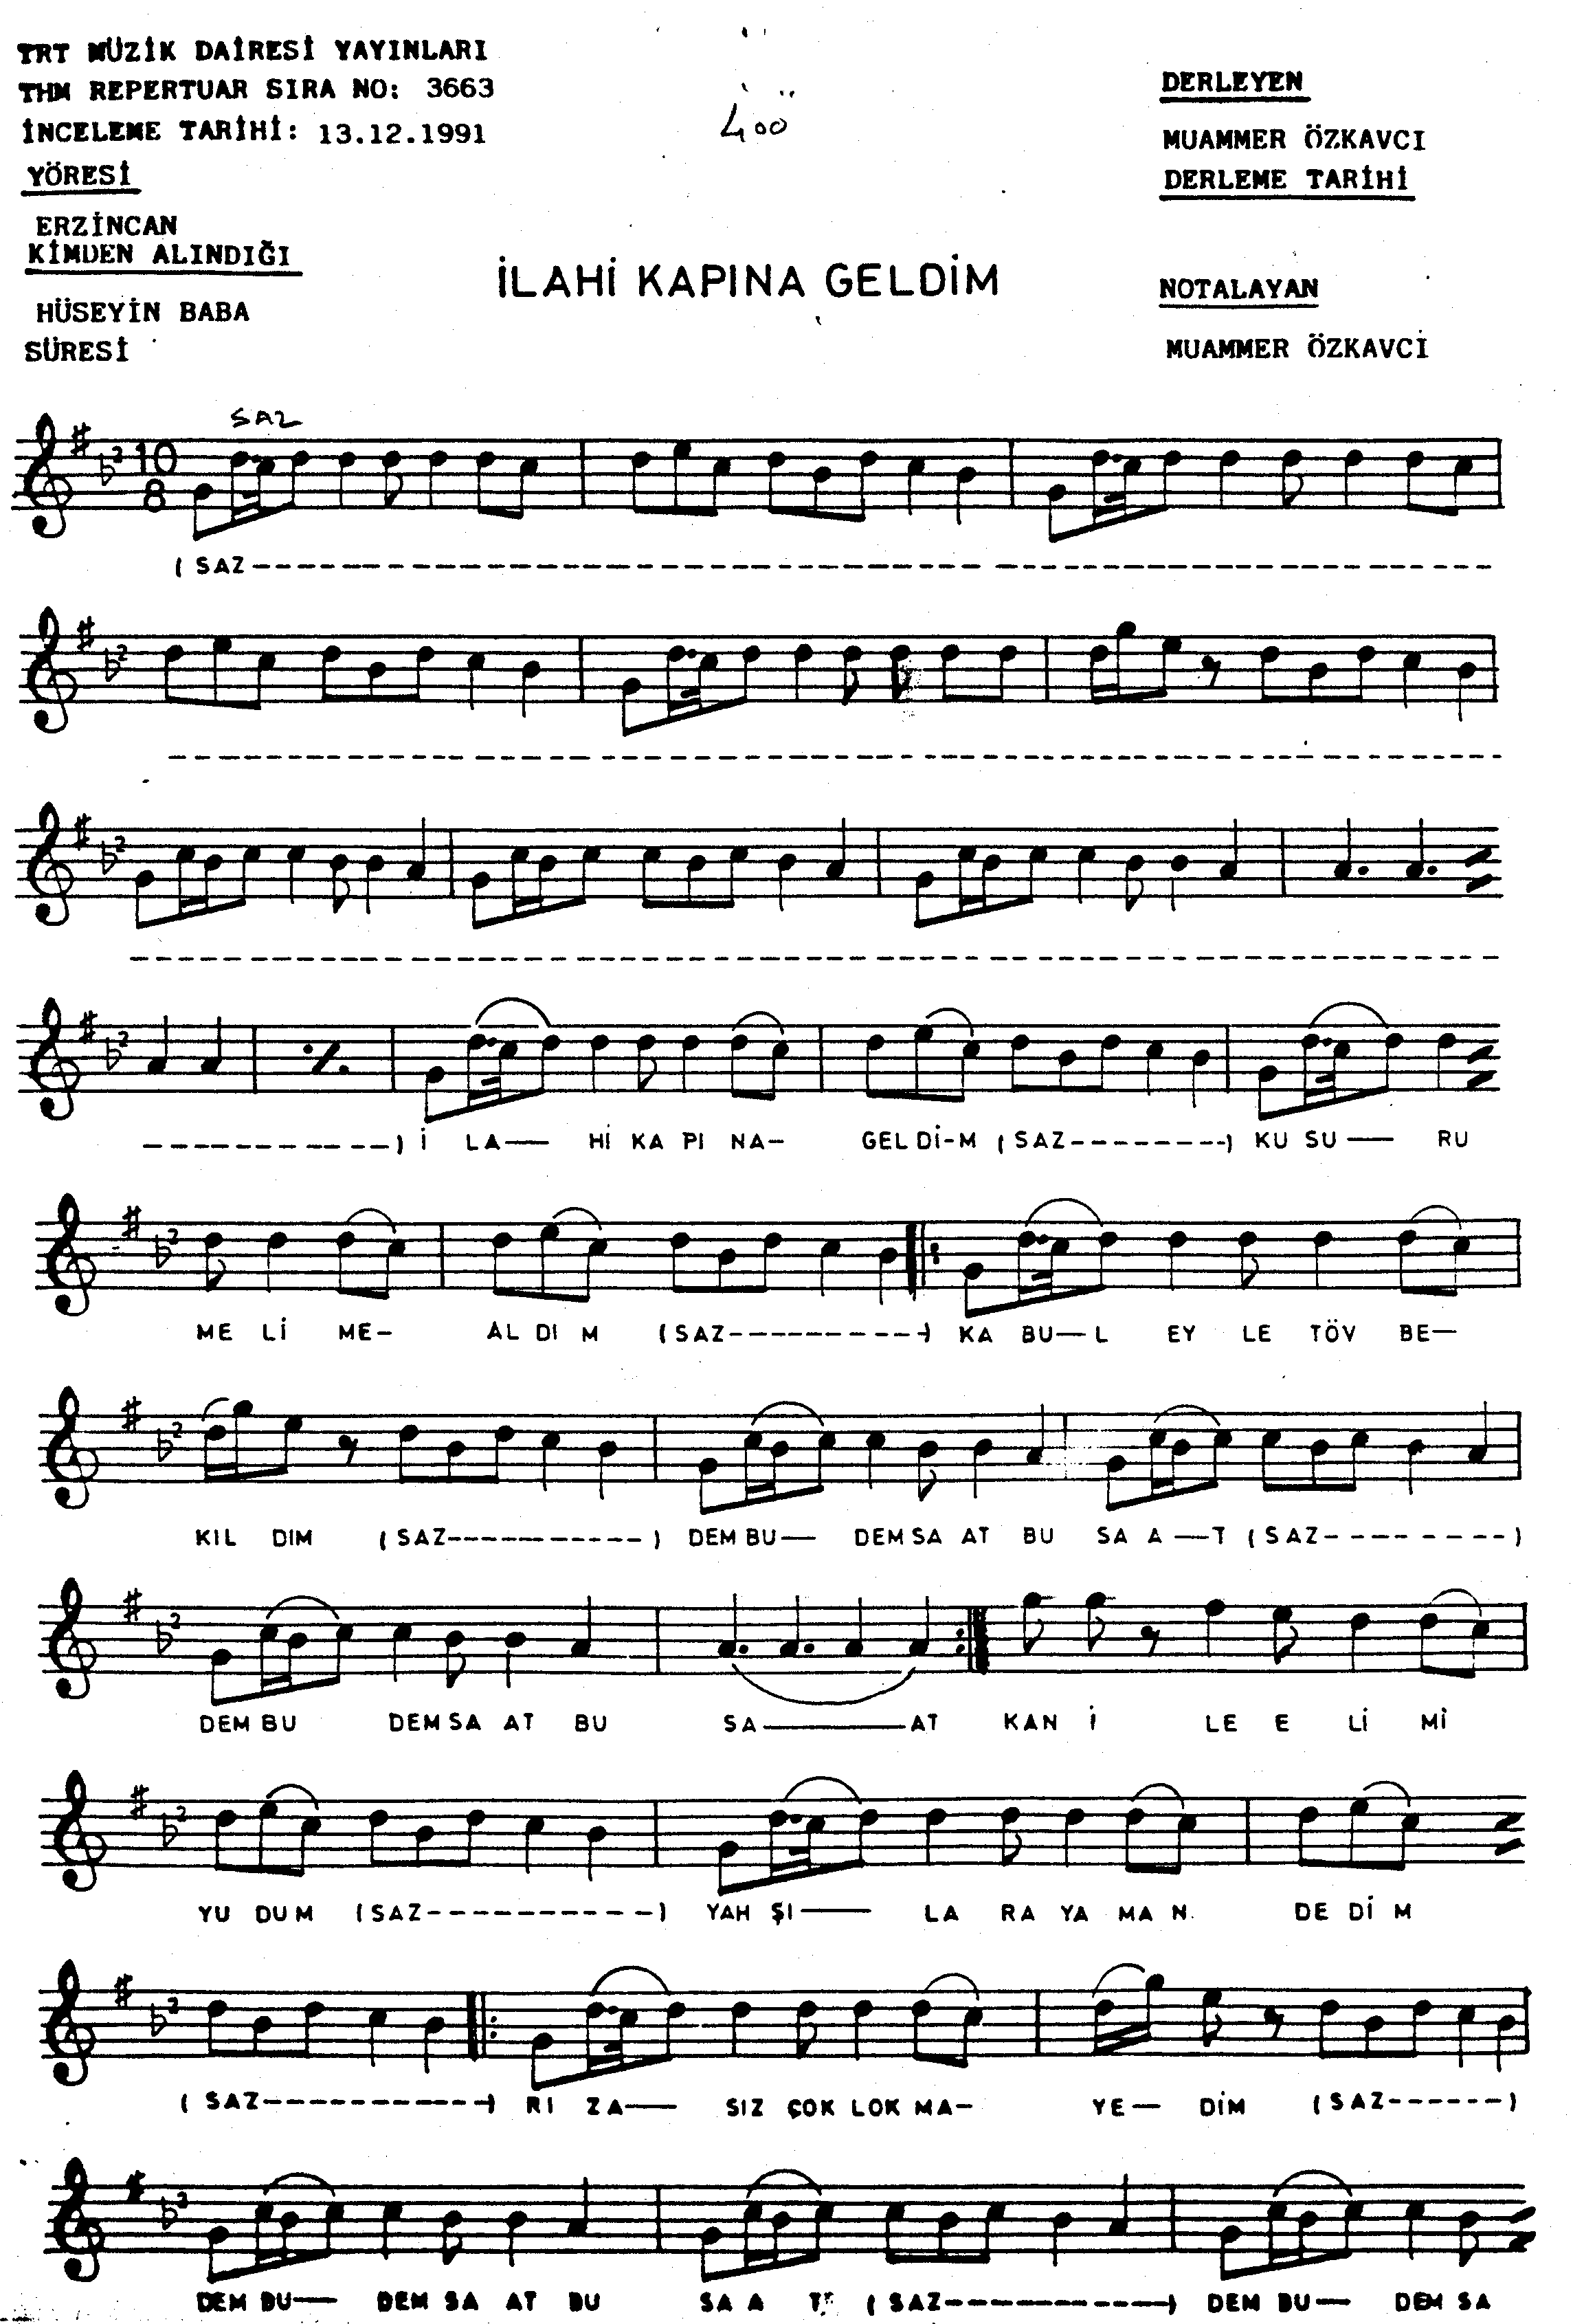 TRT MÜZİK DAİRESİ YAYINLARI
THM REPERTUAR SIRA NO: 3663
İNCELEME TARİHİ: 13.12.1991
YÖRESİ
ERZİNCAN
KİMDEN ALINDIĞI
HÜSEYİN BABA
SÜRESİ
DERLEYEN
MUAMMER ÖZKAVCI
DERLEME TARİHİ
NOTALAYAN
MUAMMER ÖZKAVCİ
İLAHİ KAPINA GELDİM
SAZ
10
8
( SAZ--------
--------
--------
--------) İ LA— Hİ KA PI NA- GEL Dİ-M ( SAZ--------) KU SU— RU
ME Lİ ME- AL DI M (SAZ---------) KA BU—L EY LE TÖV BE—
KIL DIM (SAZ----------) DEM BU— DEM SA AT BU SA A—T (SAZ--------)
DEM BU DEM SA AT BU SA———AT KAN İ LE E Lİ Mİ
YU DUM (SAZ----------) YAH ŞI— LA RA YA MA N DE Dİ M
( SAZ----------) RI ZA— SIZ ÇOK LOK MA- YE— DİM (SAZ------)
DEM BU— DEM SA AT BU SA A T (SAZ----------) DEM BU— DEM SA